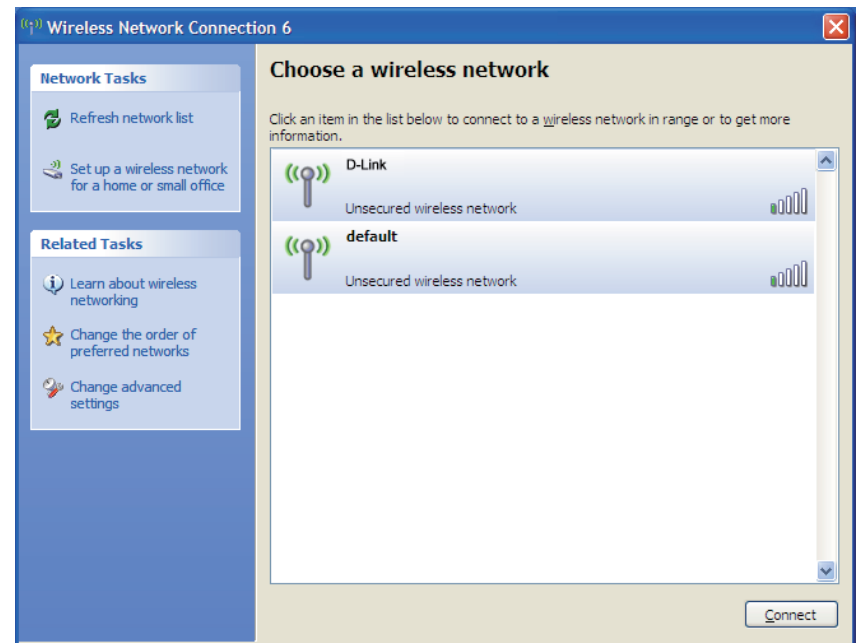 Wireless Network Connection 6
Network Tasks
Refresh network list
Set up a wireless network
for a home or small office
Related Tasks
Learn about wireless
networking
Change the order of
preferred networks
Change advanced
settings
Choose a wireless network
Click an item in the list below to connect to a wireless network in range or to get more
information.
D-Link
Unsecured wireless network
default
Unsecured wireless network
Connect